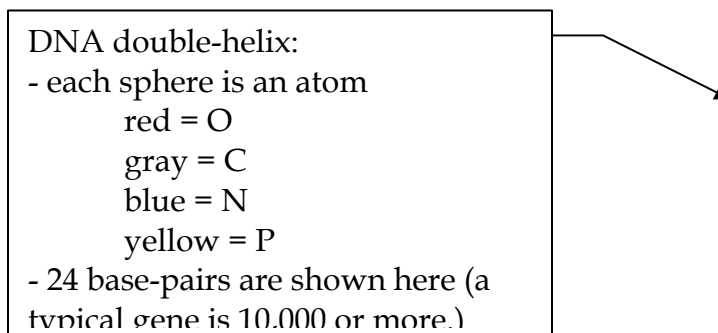 DNA double-helix:
- each sphere is an atom
red = O
gray = C
blue = N
yellow = P
- 24 base-pairs are shown here (a
typical gene is 10,000 or more.)